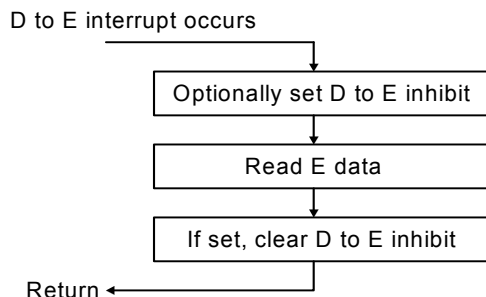 D to E interrupt occurs
Optionally set D to E inhibit
Read E data
If set, clear D to E inhibit
Return